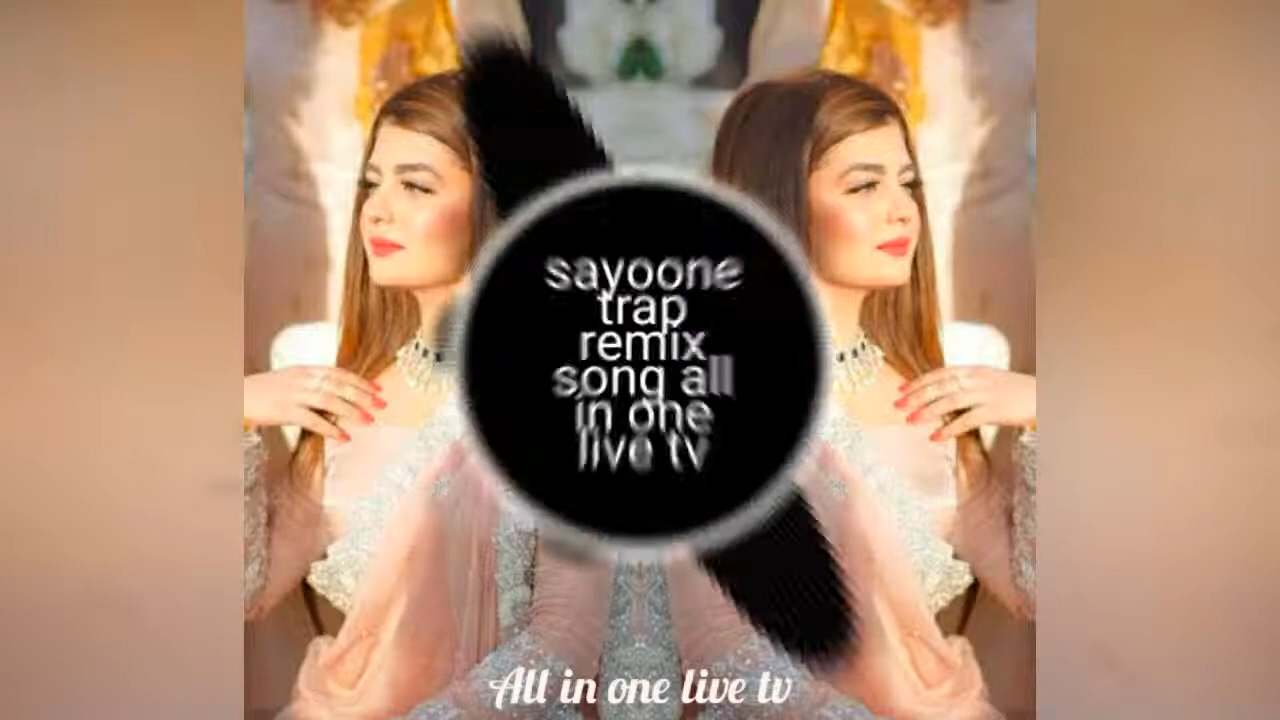 sayoone
trap
remix
song all
in one
live tv
All in one live tv